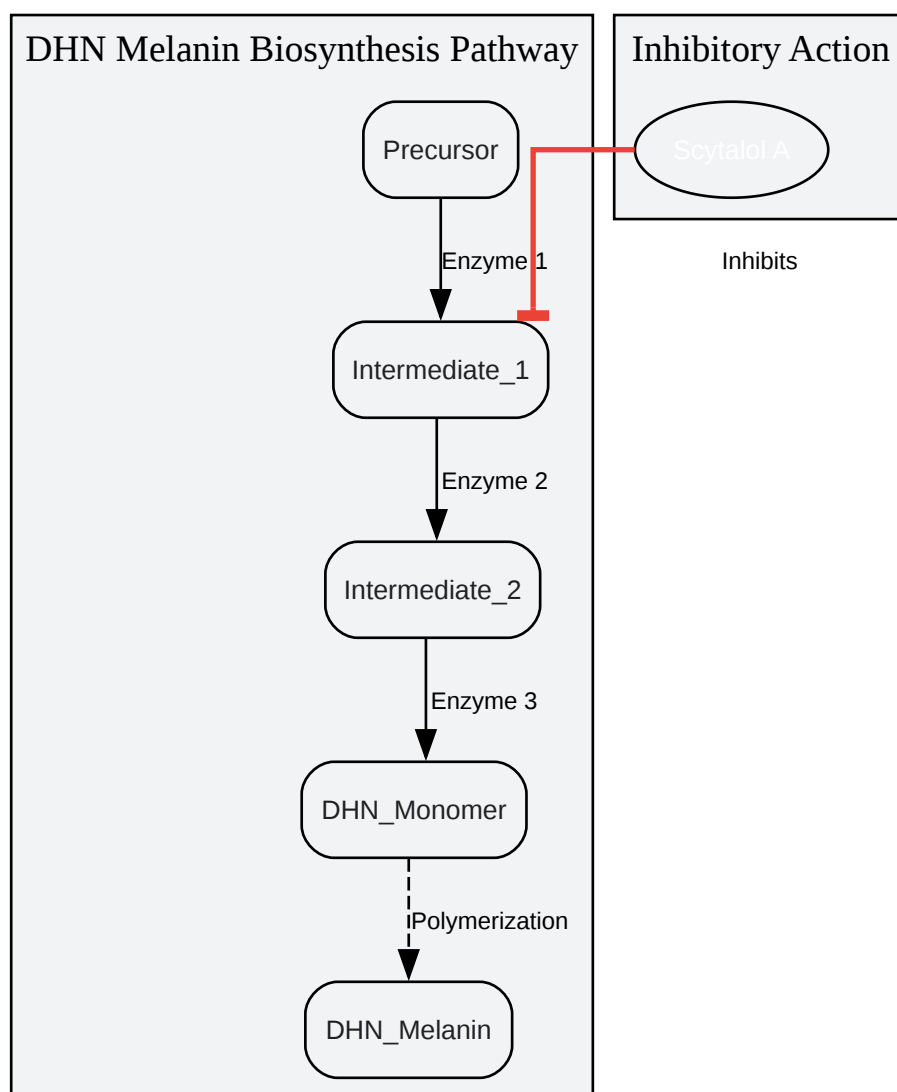 DHN Melanin Biosynthesis Pathway
Inhibitory Action
Precursor
Scytalol A
Enzyme 1
Inhibits
Intermediate_1
Enzyme 2
Intermediate_2
Enzyme 3
DHN_Monomer
Polymerization
DHN_Melanin